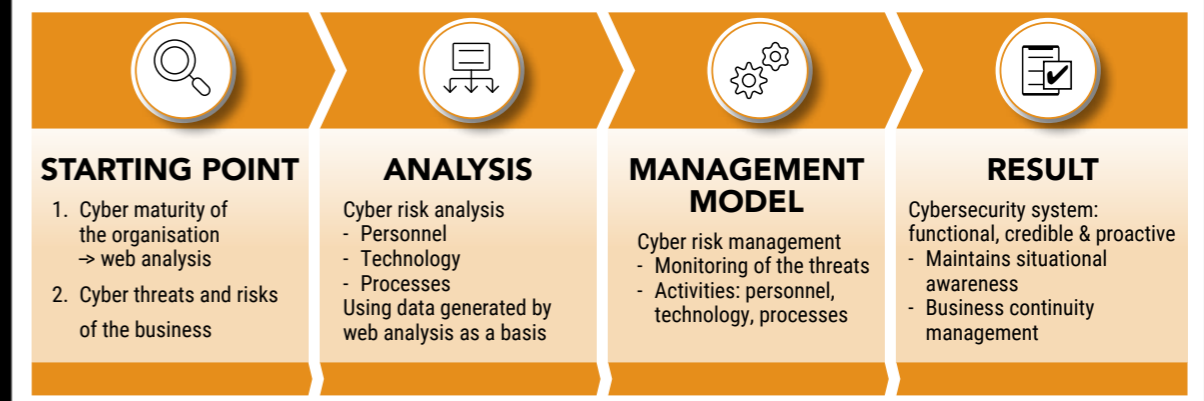 STARTING POINT
1. Cyber maturity of
the organisation
→ web analysis
2. Cyber threats and risks
of the business
ANALYSIS
Cyber risk analysis
- Personnel
- Technology
- Processes
Using data generated by
web analysis as a basis
MANAGEMENT
MODEL
Cyber risk management
- Monitoring of the threats
- Activities: personnel,
technology, processes
RESULT
Cybersecurity system:
functional, credible & proactive
- Maintains situational
awareness
- Business continuity
management